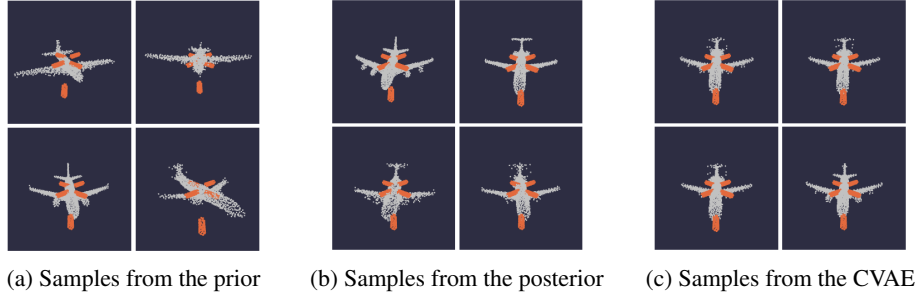 (a) Samples from the prior
(b) Samples from the posterior
(c) Samples from the CVAE